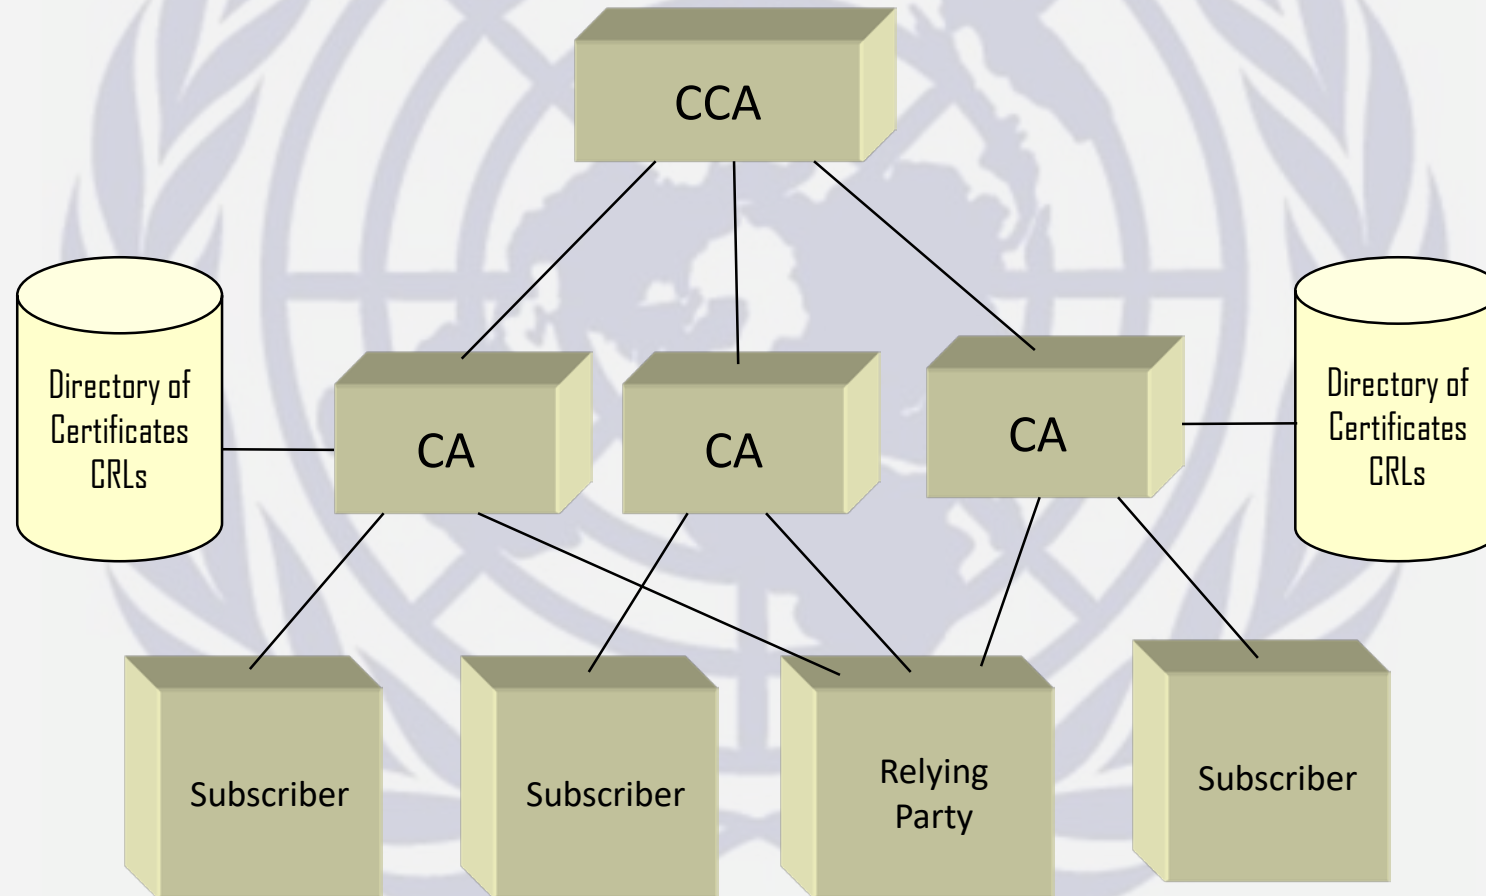 CCA
Directory of
Certificates
CRLs
CA
CA
CA
Directory of
Certificates
CRLs
Subscriber
Subscriber
Relying
Party
Subscriber